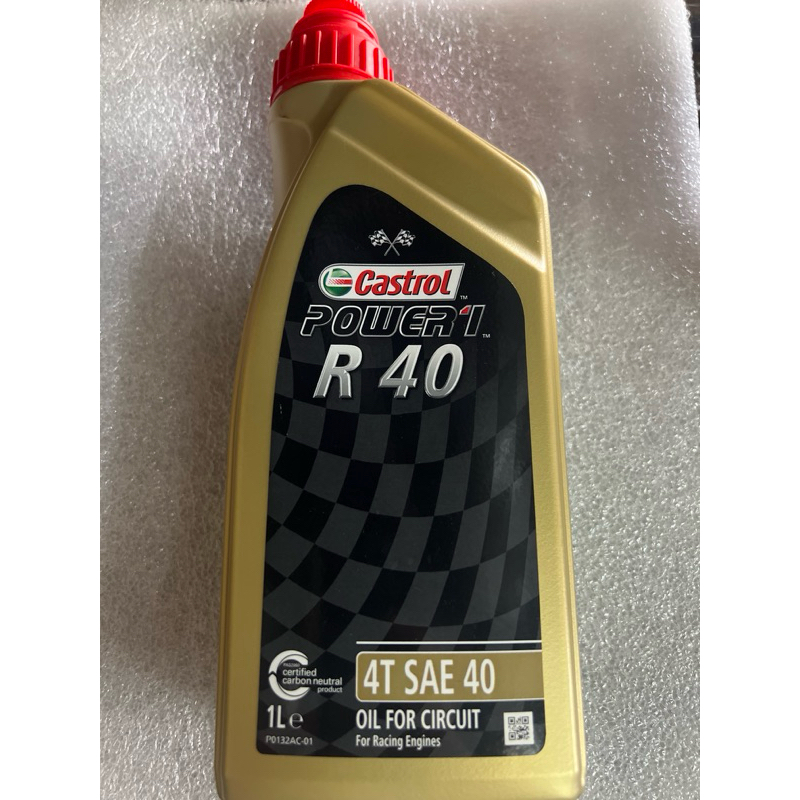 Castrol
POWER1
R 40
PAS2060
certified
carbon neutral
product
4T SAE 40
1L e
OIL FOR CIRCUIT
P0132AC-01
For Racing Engines